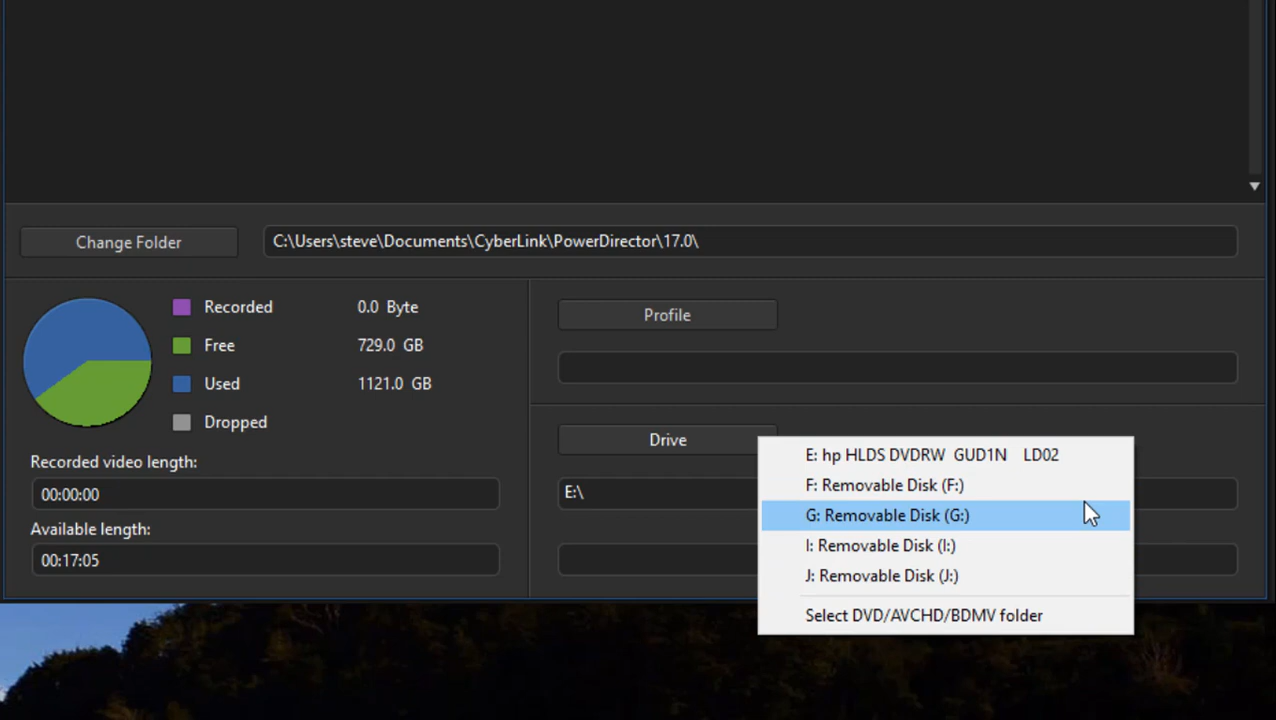 Change Folder
C:\Users\steve\Documents\CyberLink\PowerDirector\17.0\
Recorded 0.0 Byte
Free 729.0 GB
Used 1121.0 GB
Dropped
Recorded video length:
00:00:00
Available length:
00:17:05
Profile
Drive
E:\
E: hp HLDS DVDRW GUD1N LD02
F: Removable Disk (F:)
G: Removable Disk (G:)
I: Removable Disk (I:)
J: Removable Disk (J:)
Select DVD/AVCHD/BDMV folder